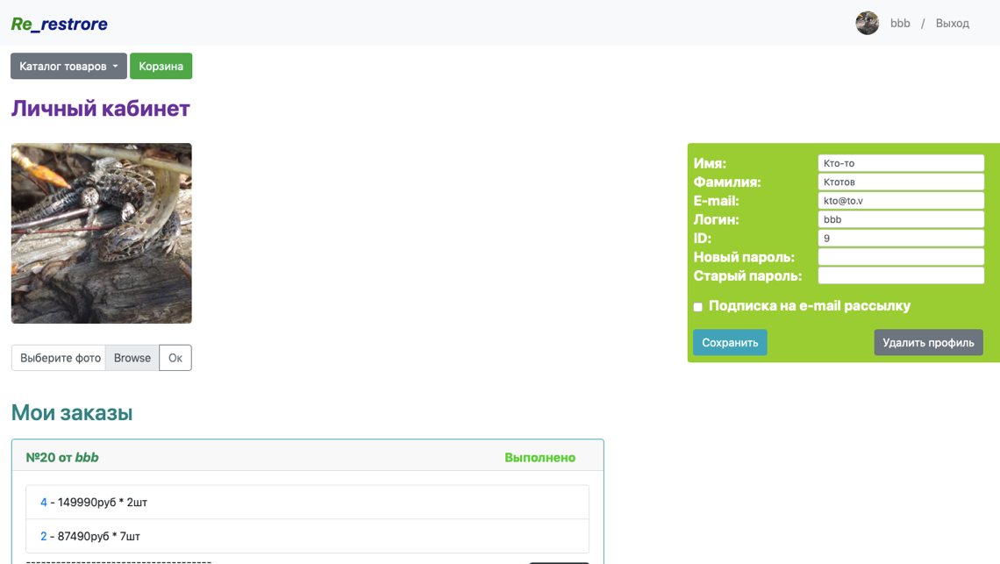 Re_restrore
bbb / Выход
Каталог товаров Корзина
Личный кабинет
Имя: Кто-то
Фамилия: Ктотов
E-mail: kto@to.v
Логин: bbb
ID: 9
Новый пароль:
Старый пароль:
Подписка на e-mail рассылку
Сохранить Удалить профиль
Выберите фото Browse Ок
Мои заказы
№20 от bbb Выполнено
4 - 149990руб * 2шт
2 - 87490руб * 7шт
-------------------------------------